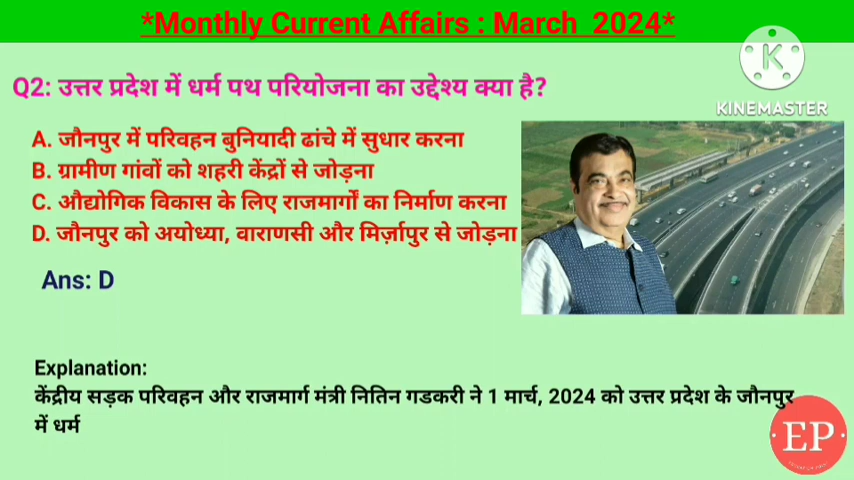 *Monthly Current Affairs : March 2024*
Q2: उत्तर प्रदेश में धर्म पथ परियोजना का उद्देश्य क्या है?
KINEMASTER
A. जौनपुर में परिवहन बुनियादी ढांचे में सुधार करना
B. ग्रामीण गांवों को शहरी केंद्रों से जोड़ना
C. औद्योगिक विकास के लिए राजमार्गों का निर्माण करना
D. जौनपुर को अयोध्या, वाराणसी और मिर्ज़ापुर से जोड़ना
Ans: D
Explanation:
केंद्रीय सड़क परिवहन और राजमार्ग मंत्री नितिन गडकरी ने 1 मार्च, 2024 को उत्तर प्रदेश के जौनपुर
में धर्म
EP